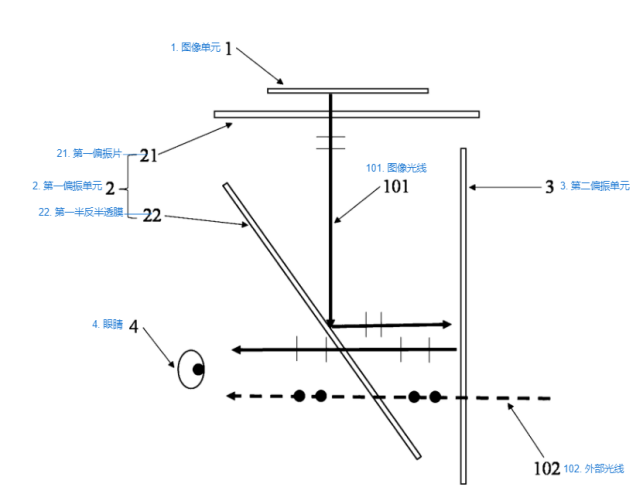 1. 图像单元 1
21. 第一偏振片 21
101. 图像光线
101
2. 第一偏振单元 2
3 3. 第二偏振单元
22. 第一半反半透膜 22
4. 眼睛 4
102 102. 外部光线